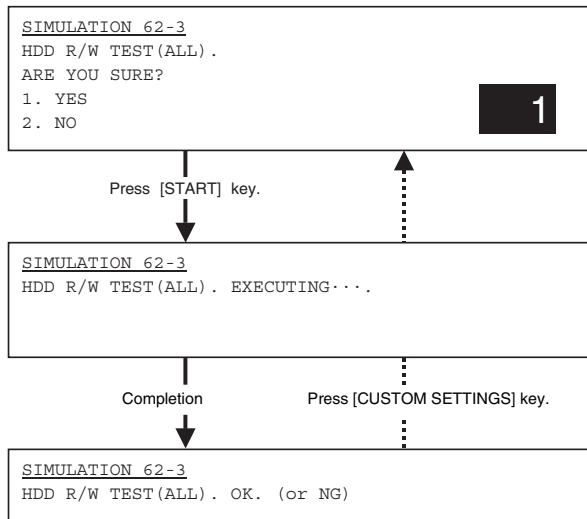 SIMULATION 62-3
HDD R/W TEST(ALL).
ARE YOU SURE?
1. YES
2. NO
1
Press [START] key.
SIMULATION 62-3
HDD R/W TEST(ALL). EXECUTING···.
Completion
Press [CUSTOM SETTINGS] key.
SIMULATION 62-3
HDD R/W TEST(ALL). OK. (or NG)